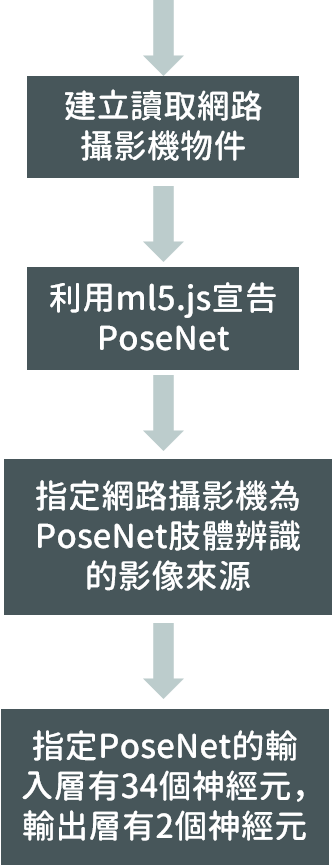 建立讀取網路
攝影機物件
利用ml5.js宣告
PoseNet
指定網路攝影機為
PoseNet肢體辨識
的影像來源
指定PoseNet的輸
入層有34個神經元，
輸出層有2個神經元